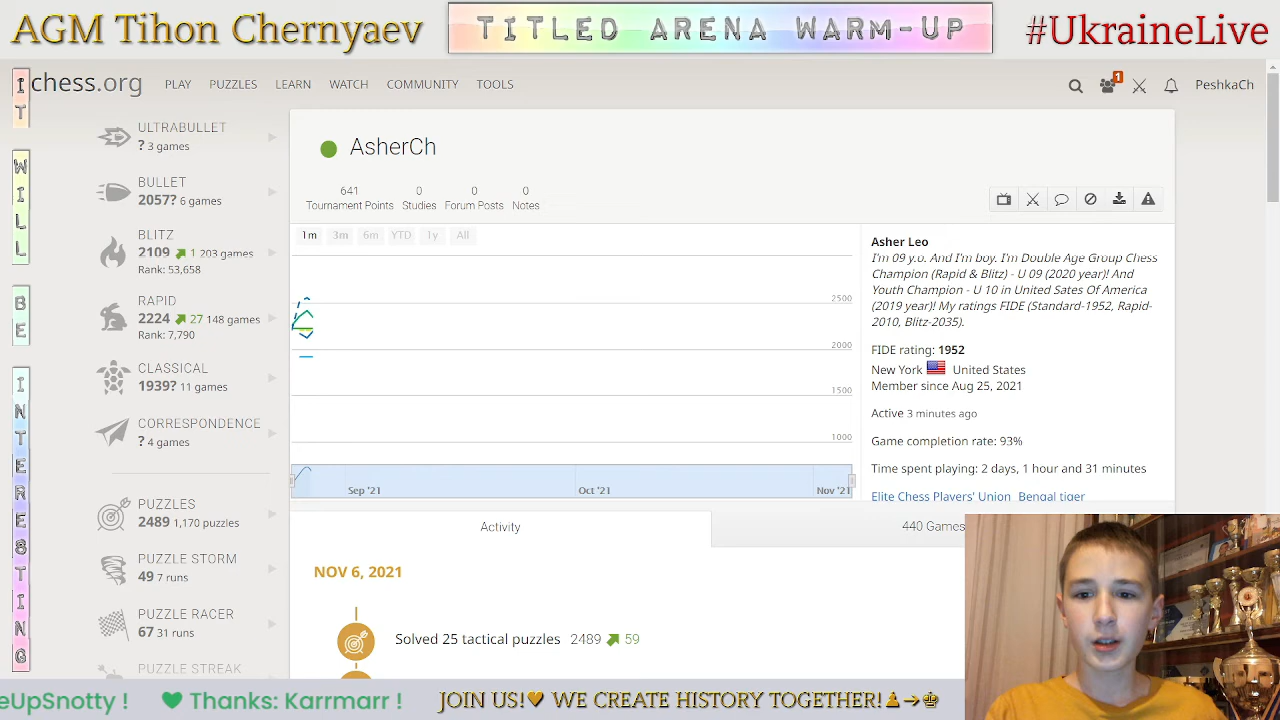 AGM Tihon Chernyaev
TITLED ARENA WARM-UP
#UkraineLive
IT WILL BE INTERESTING
chess.org
PLAY PUZZLES LEARN WATCH COMMUNITY TOOLS
1
PeshkaCh
ULTRABULLET
? 3 games
BULLET
2057? 6 games
BLITZ
2109 1 203 games
Rank: 53,658
RAPID
2224 27 148 games
Rank: 7,790
CLASSICAL
1939? 11 games
CORRESPONDENCE
? 4 games
PUZZLES
2489 1,170 puzzles
PUZZLE STORM
49 7 runs
PUZZLE RACER
67 31 runs
PUZZLE STREAK
AsherCh
641 0 0 0
Tournament Points Studies Forum Posts Notes
1m 3m 6m YTD 1y All
2500
2000
1500
1000
Sep '21 Oct '21 Nov '21
Asher Leo
I'm 09 y.o. And I'm boy. I'm Double Age Group Chess
Champion (Rapid & Blitz) - U 09 (2020 year)! And
Youth Champion - U 10 in United Sates Of America
(2019 year)! My ratings FIDE (Standard-1952, Rapid-
2010, Blitz-2035).
FIDE rating: 1952
New York United States
Member since Aug 25, 2021
Active 3 minutes ago
Game completion rate: 93%
Time spent playing: 2 days, 1 hour and 31 minutes
Elite Chess Players' Union Bengal tiger
Activity
440 Games
NOV 6, 2021
Solved 25 tactical puzzles 2489 59
eUpSnotty ! 💚 Thanks: Karrmarr !
JOIN US!🧡 WE CREATE HISTORY TOGETHER!♟→♚